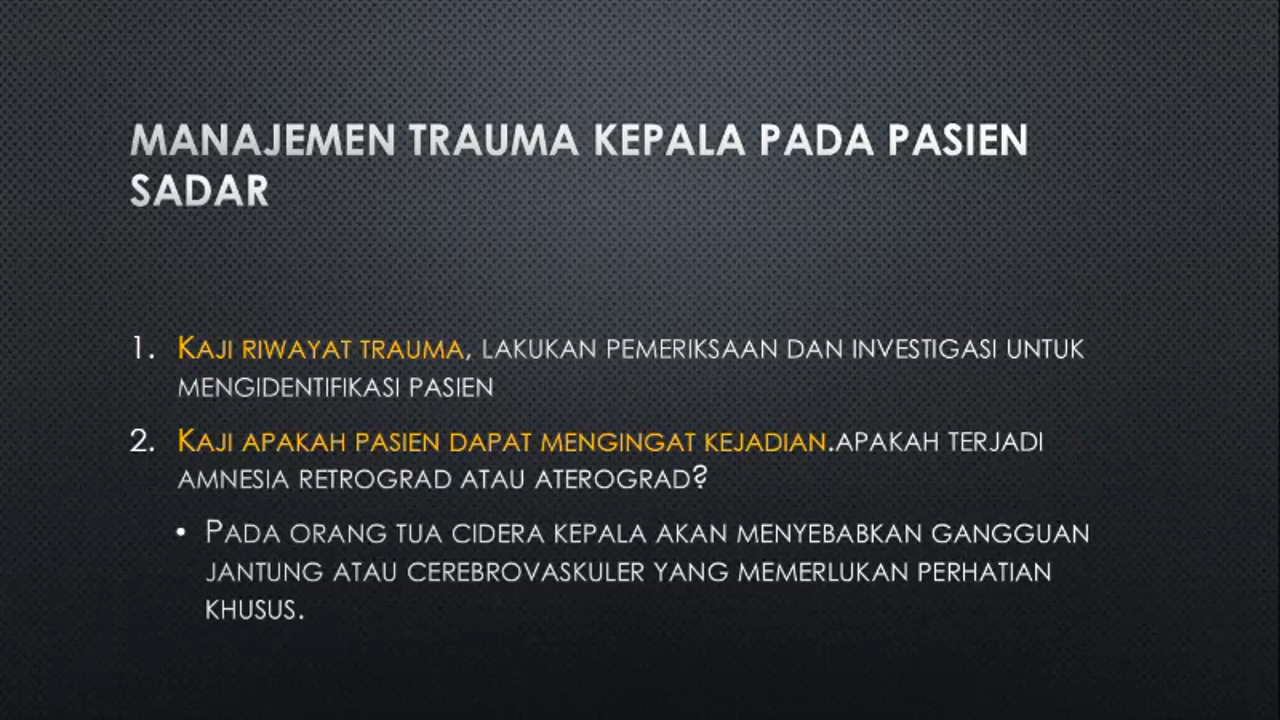 MANAJEMEN TRAUMA KEPALA PADA PASIEN
SADAR
1. KAJI RIWAYAT TRAUMA, LAKUKAN PEMERIKSAAN DAN INVESTIGASI UNTUK
MENGIDENTIFIKASI PASIEN
2. KAJI APAKAH PASIEN DAPAT MENGINGAT KEJADIAN.APAKAH TERJADI
AMNESIA RETROGRAD ATAU ATEROGRAD?
• PADA ORANG TUA CIDERA KEPALA AKAN MENYEBABKAN GANGGUAN
JANTUNG ATAU CEREBROVASKULER YANG MEMERLUKAN PERHATIAN
KHUSUS.